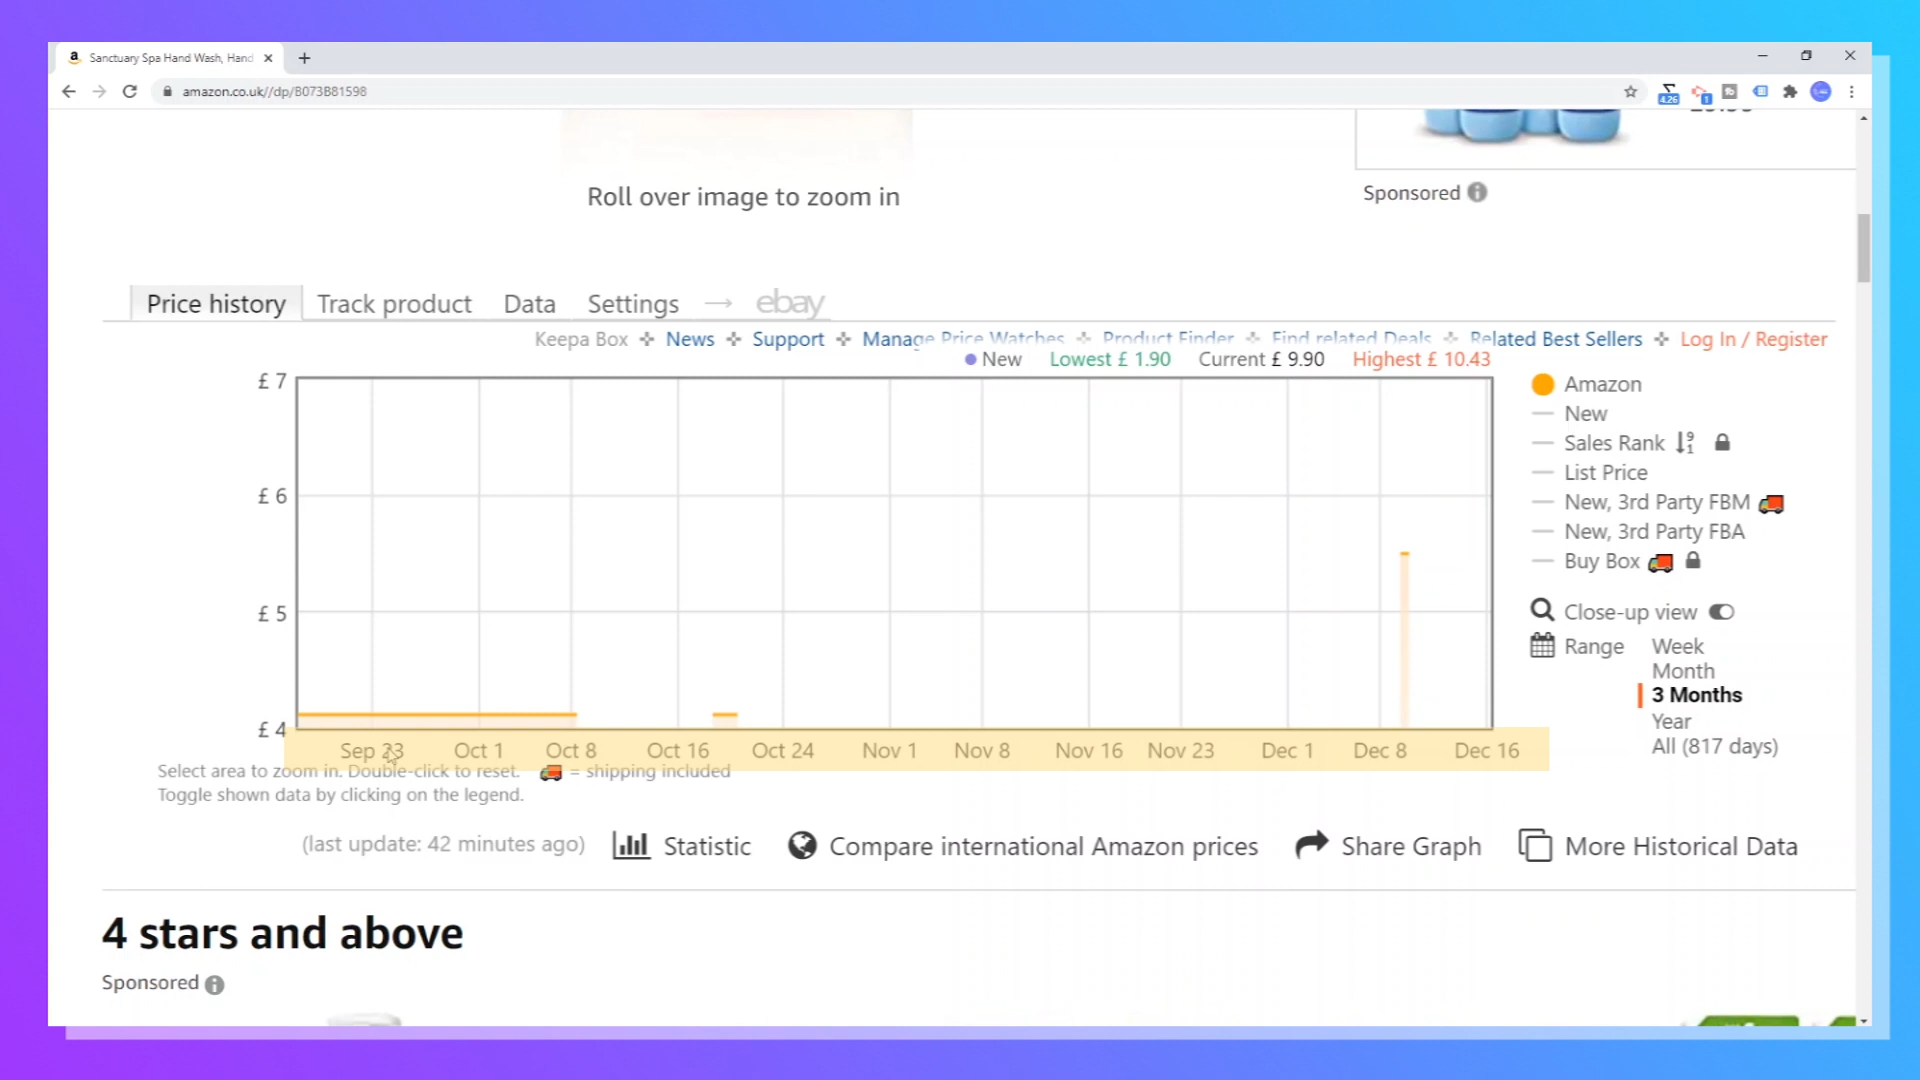 Sanctuary Spa Hand Wash, Hand
amazon.co.uk//dp/B073B81598
4.26
1
Roll over image to zoom in
Sponsored
Price history Track product Data Settings → ebay
Keepa Box News Support Manage Price Watches Product Finder Find related Deals Related Best Sellers Log In / Register
New Lowest £ 1.90 Current £ 9.90 Highest £ 10.43
£ 7
£ 6
£ 5
£ 4
Sep 23 Oct 1 Oct 8 Oct 16 Oct 24 Nov 1 Nov 8 Nov 16 Nov 23 Dec 1 Dec 8 Dec 16
Amazon
New
Sales Rank
List Price
New, 3rd Party FBM
New, 3rd Party FBA
Buy Box
Close-up view
Range Week
Month
3 Months
Year
All (817 days)
Select area to zoom in. Double-click to reset. = shipping included
Toggle shown data by clicking on the legend.
(last update: 42 minutes ago) Statistic Compare international Amazon prices Share Graph More Historical Data
4 stars and above
Sponsored